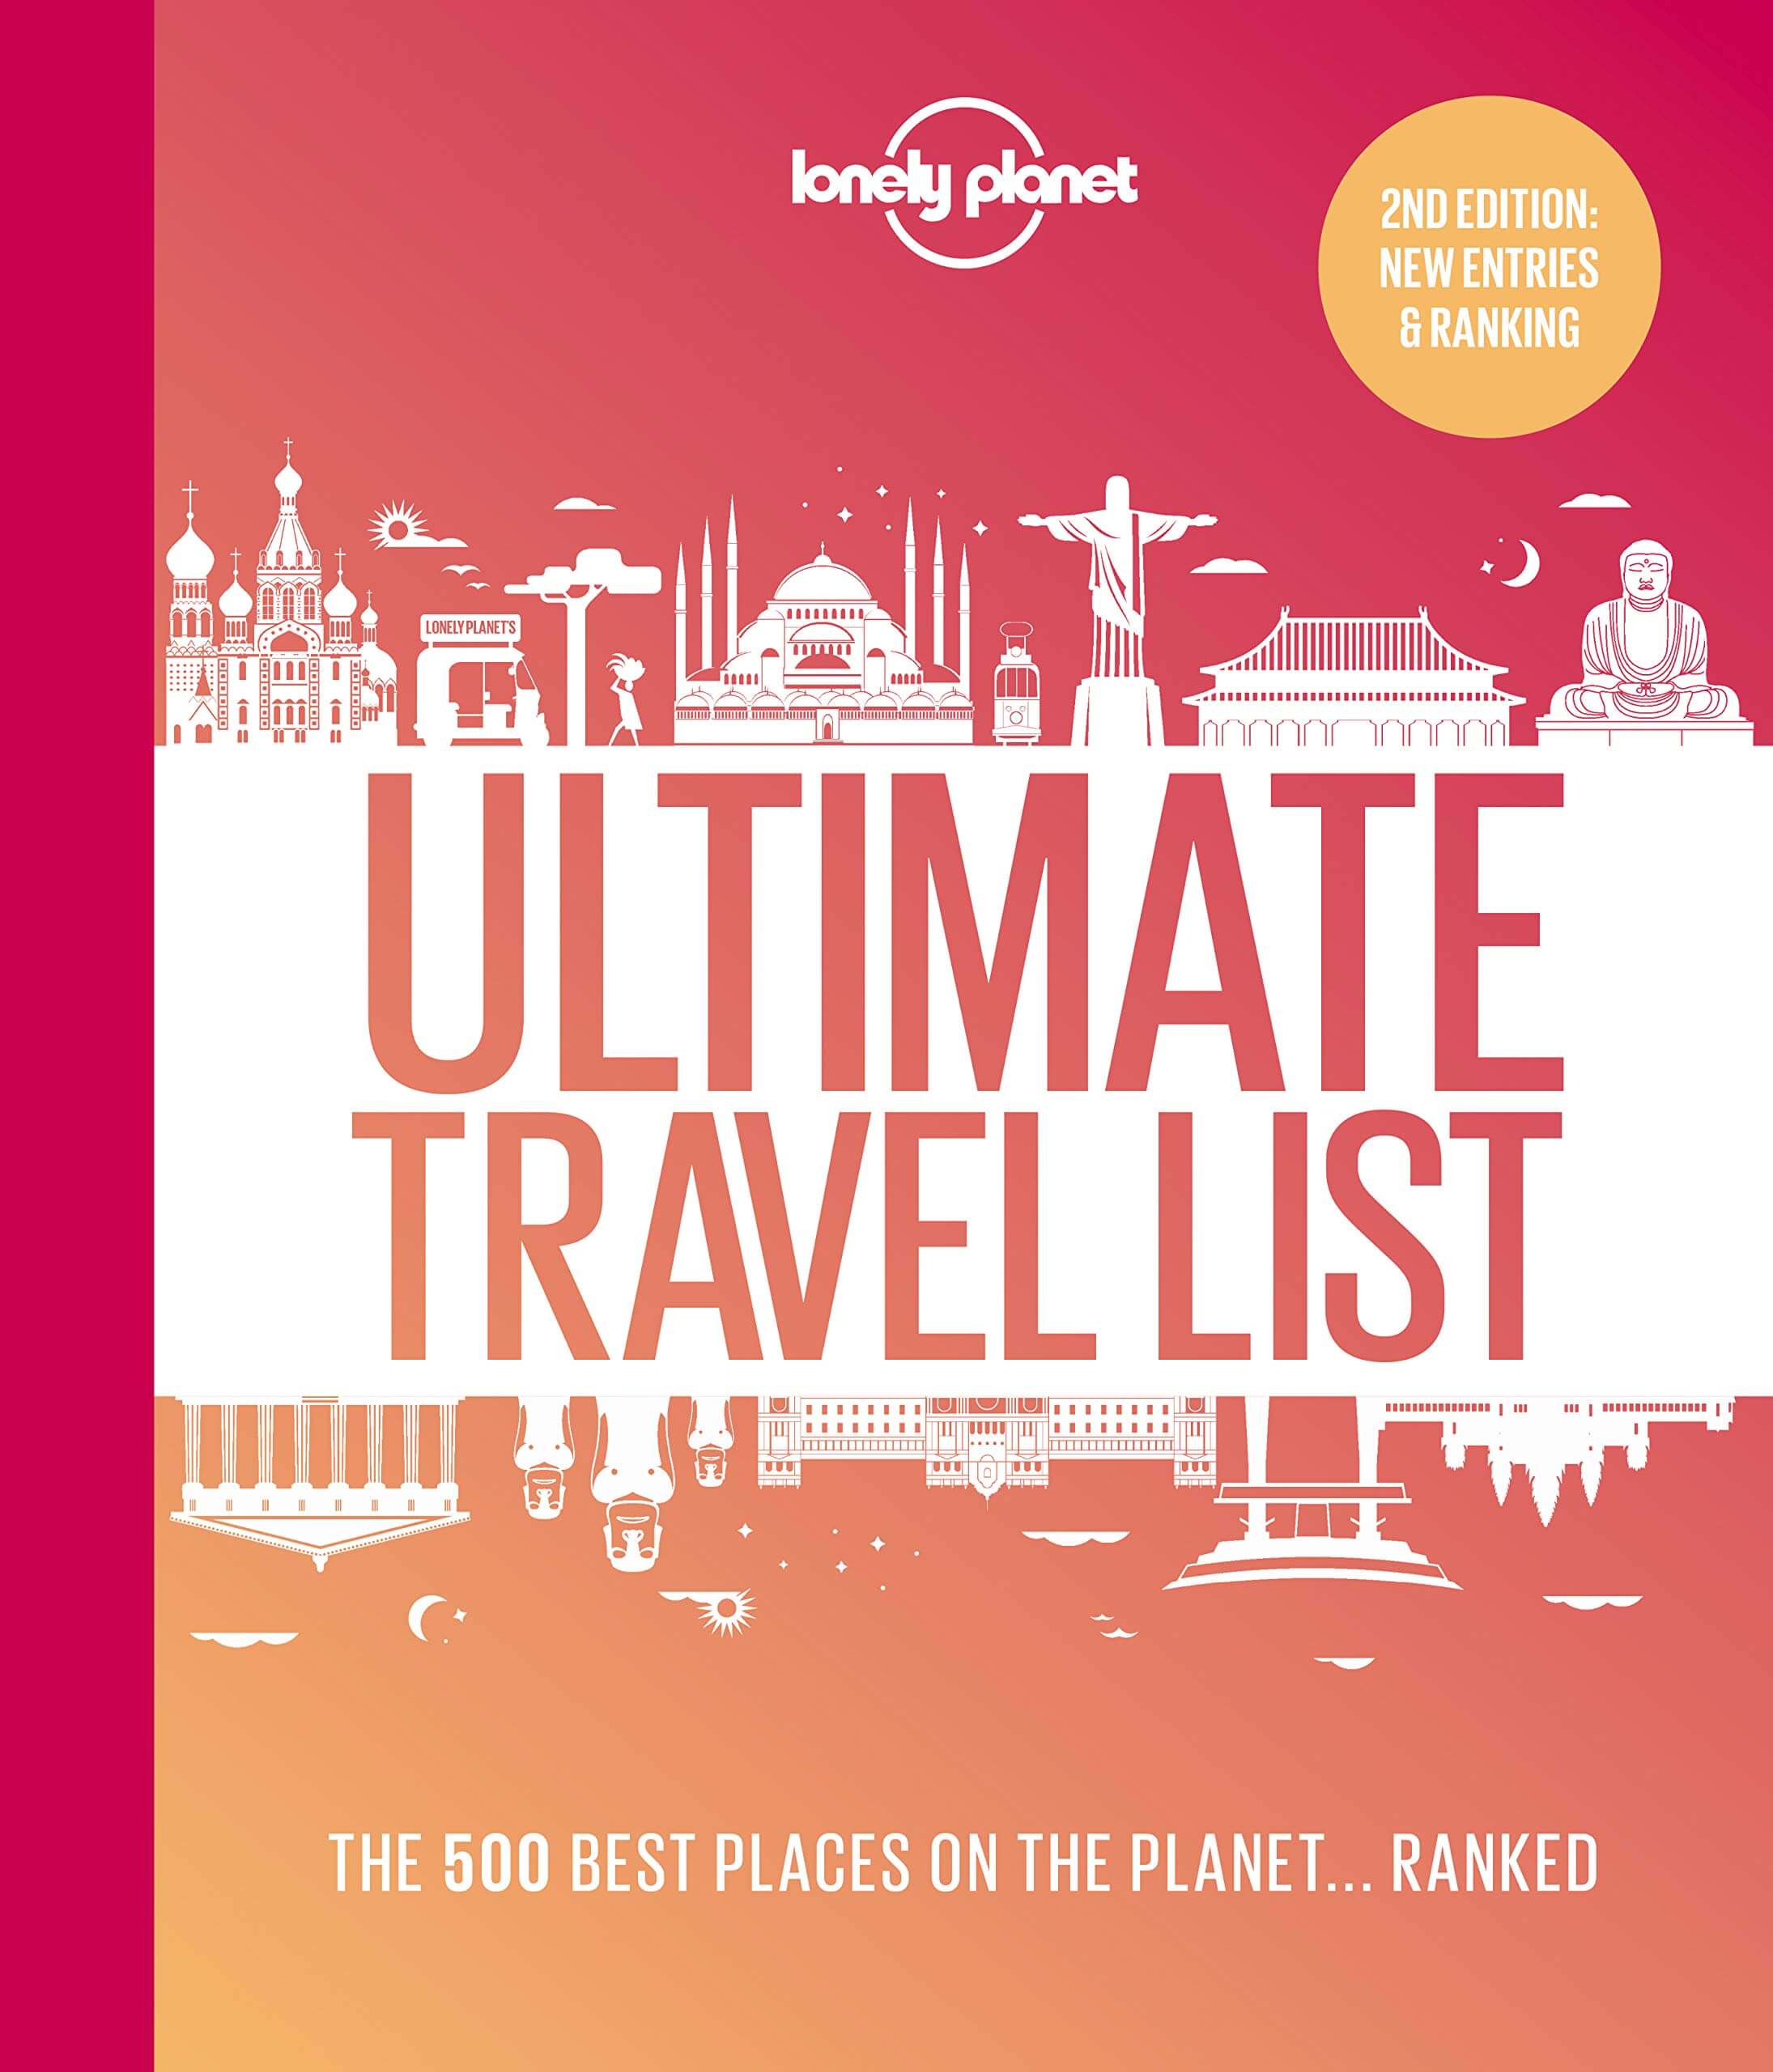 lonely planet
2ND EDITION:
NEW ENTRIES
& RANKING
LONELY PLANET'S
ULTIMATE
TRAVEL LIST
THE 500 BEST PLACES ON THE PLANET... RANKED